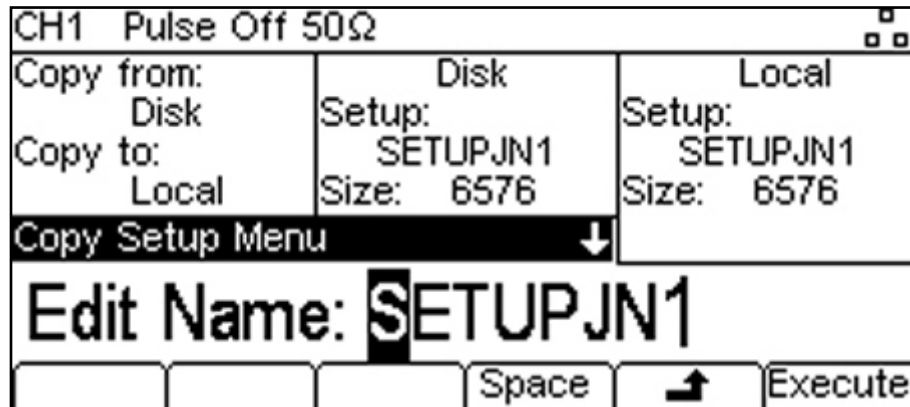 CH1 Pulse Off 50Ω
Copy from:
Disk
Copy to:
Local
Disk
Setup:
SETUPJN1
Size: 6576
Local
Setup:
SETUPJN1
Size: 6576
Copy Setup Menu
Edit Name: SETUPJN1
Space
Execute